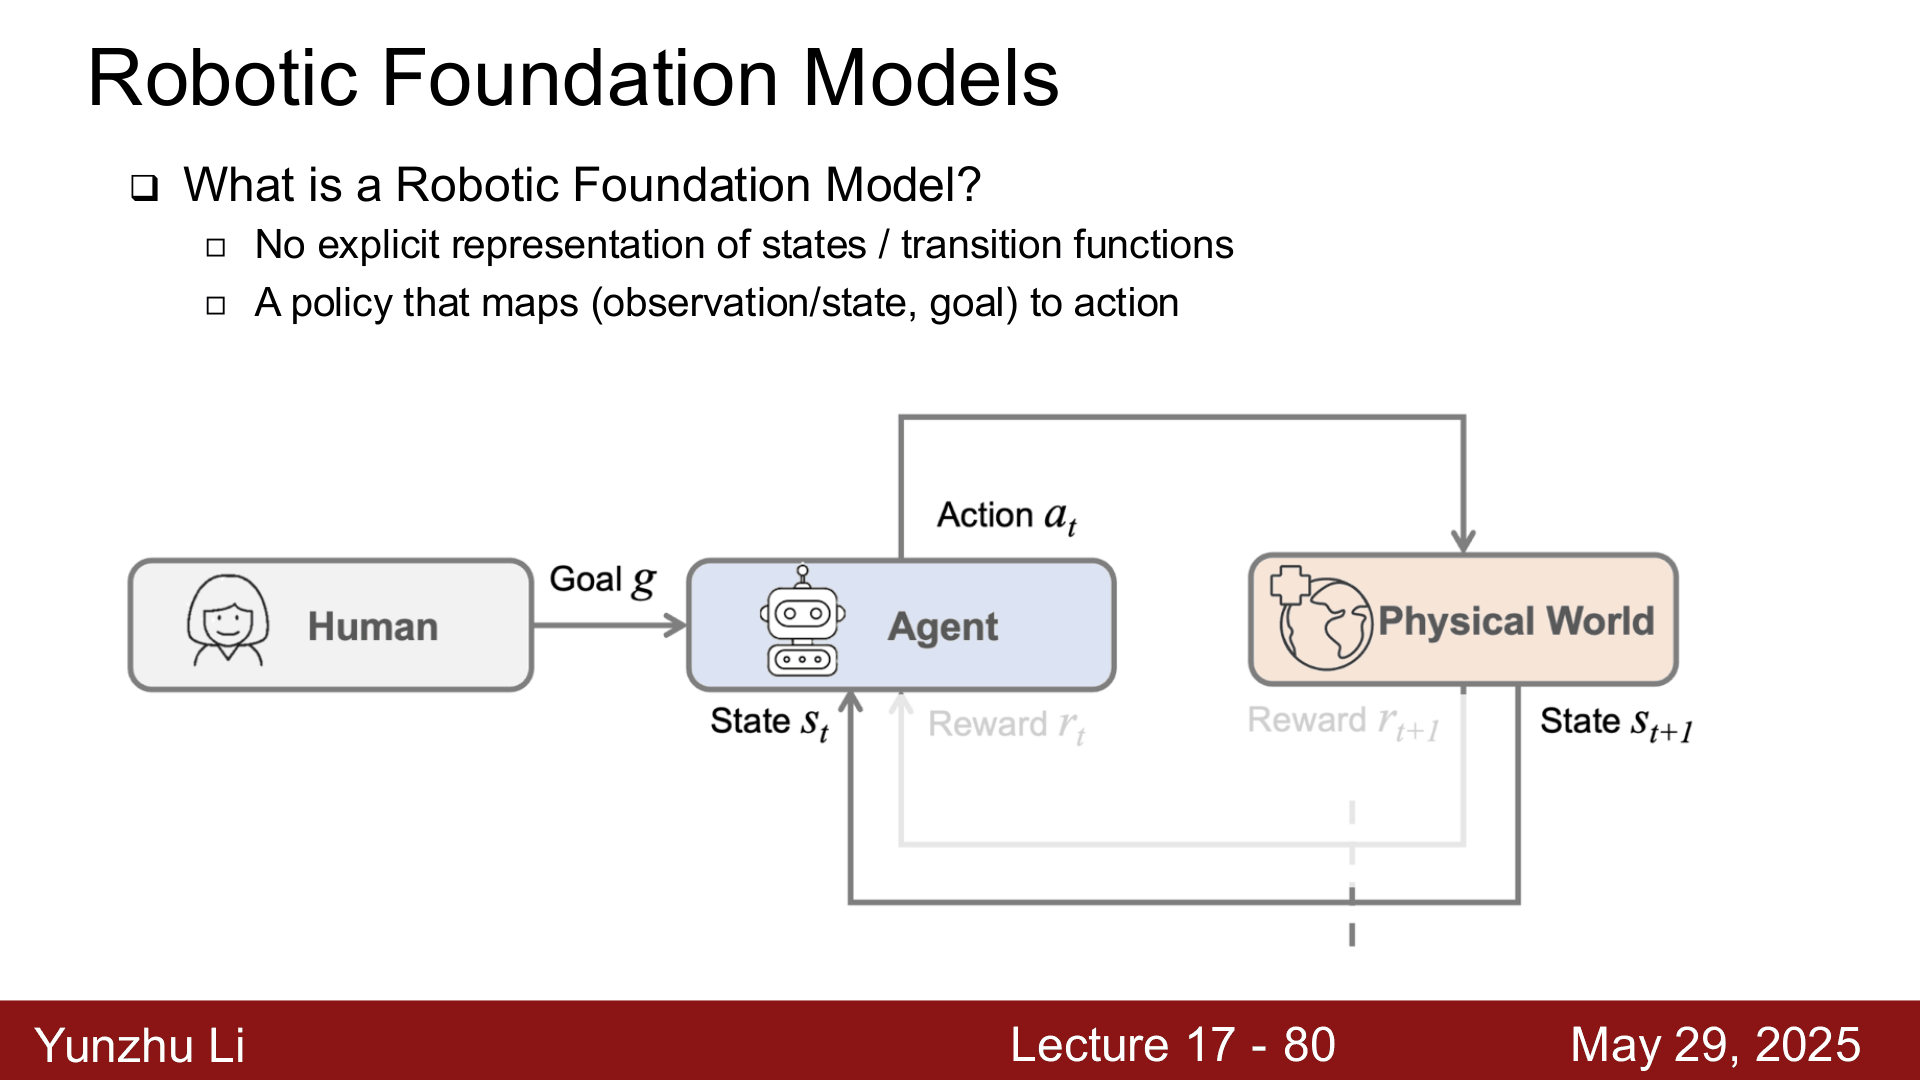 Robotic Foundation Models
❑ What is a Robotic Foundation Model?
□ No explicit representation of states / transition functions
□ A policy that maps (observation/state, goal) to action
Action a_t
Goal g
Human
Agent
Physical World
State s_t
Reward r_t
Reward r_{t+1}
State s_{t+1}
Yunzhu Li
Lecture 17 - 80
May 29, 2025